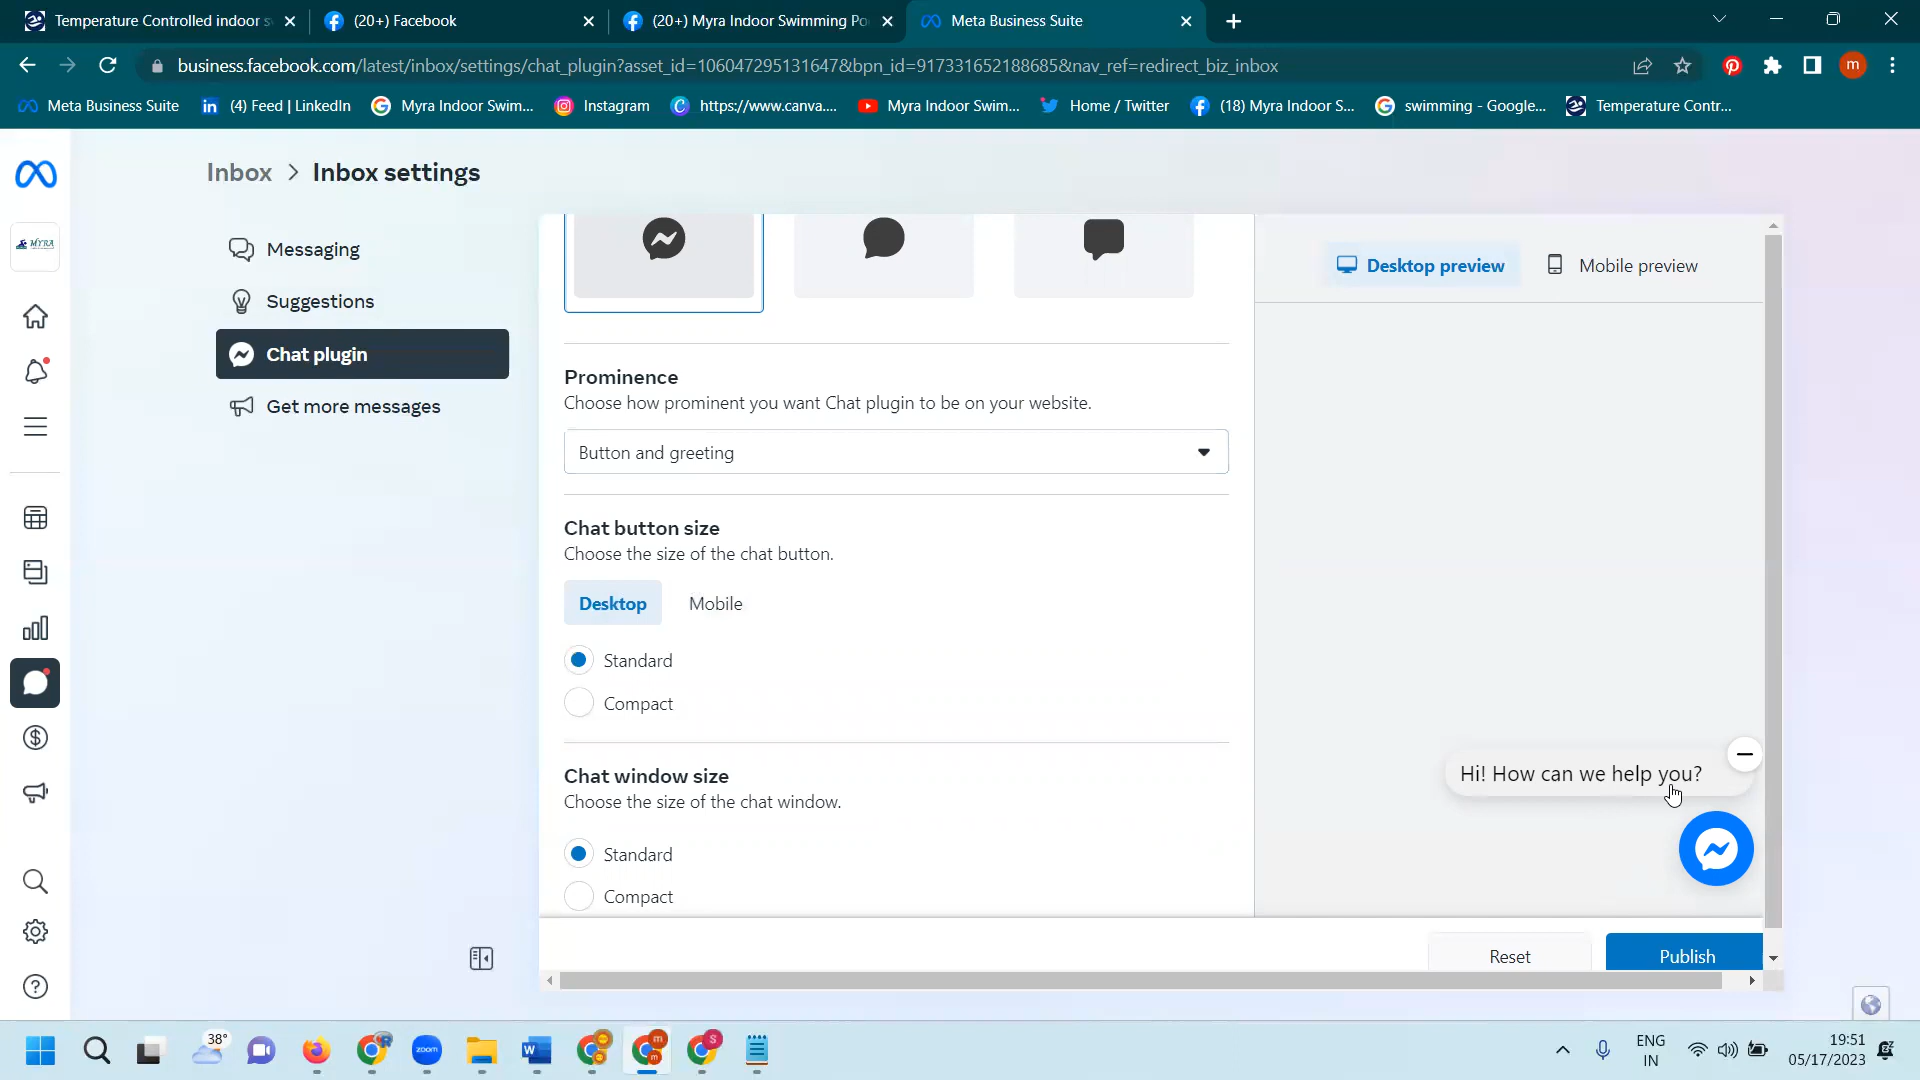 Temperature Controlled indoor s
(20+) Facebook
(20+) Myra Indoor Swimming Po
Meta Business Suite
business.facebook.com/latest/inbox/settings/chat_plugin?asset_id=106047295131647&bpn_id=917331652188685&nav_ref=redirect_biz_inbox
m
Meta Business Suite
(4) Feed | LinkedIn
Myra Indoor Swim...
Instagram
https://www.canva....
Myra Indoor Swim...
Home / Twitter
(18) Myra Indoor S...
swimming - Google...
Temperature Contr...
Inbox > Inbox settings
MYRA
Messaging
Suggestions
Chat plugin
Get more messages
Prominence
Choose how prominent you want Chat plugin to be on your website.
Button and greeting
Chat button size
Choose the size of the chat button.
Desktop
Mobile
Standard
Compact
Chat window size
Choose the size of the chat window.
Standard
Compact
Desktop preview
Mobile preview
Hi! How can we help you?
Reset
Publish
38°
zoom
m
m
S
ENG
IN
19:51
05/17/2023